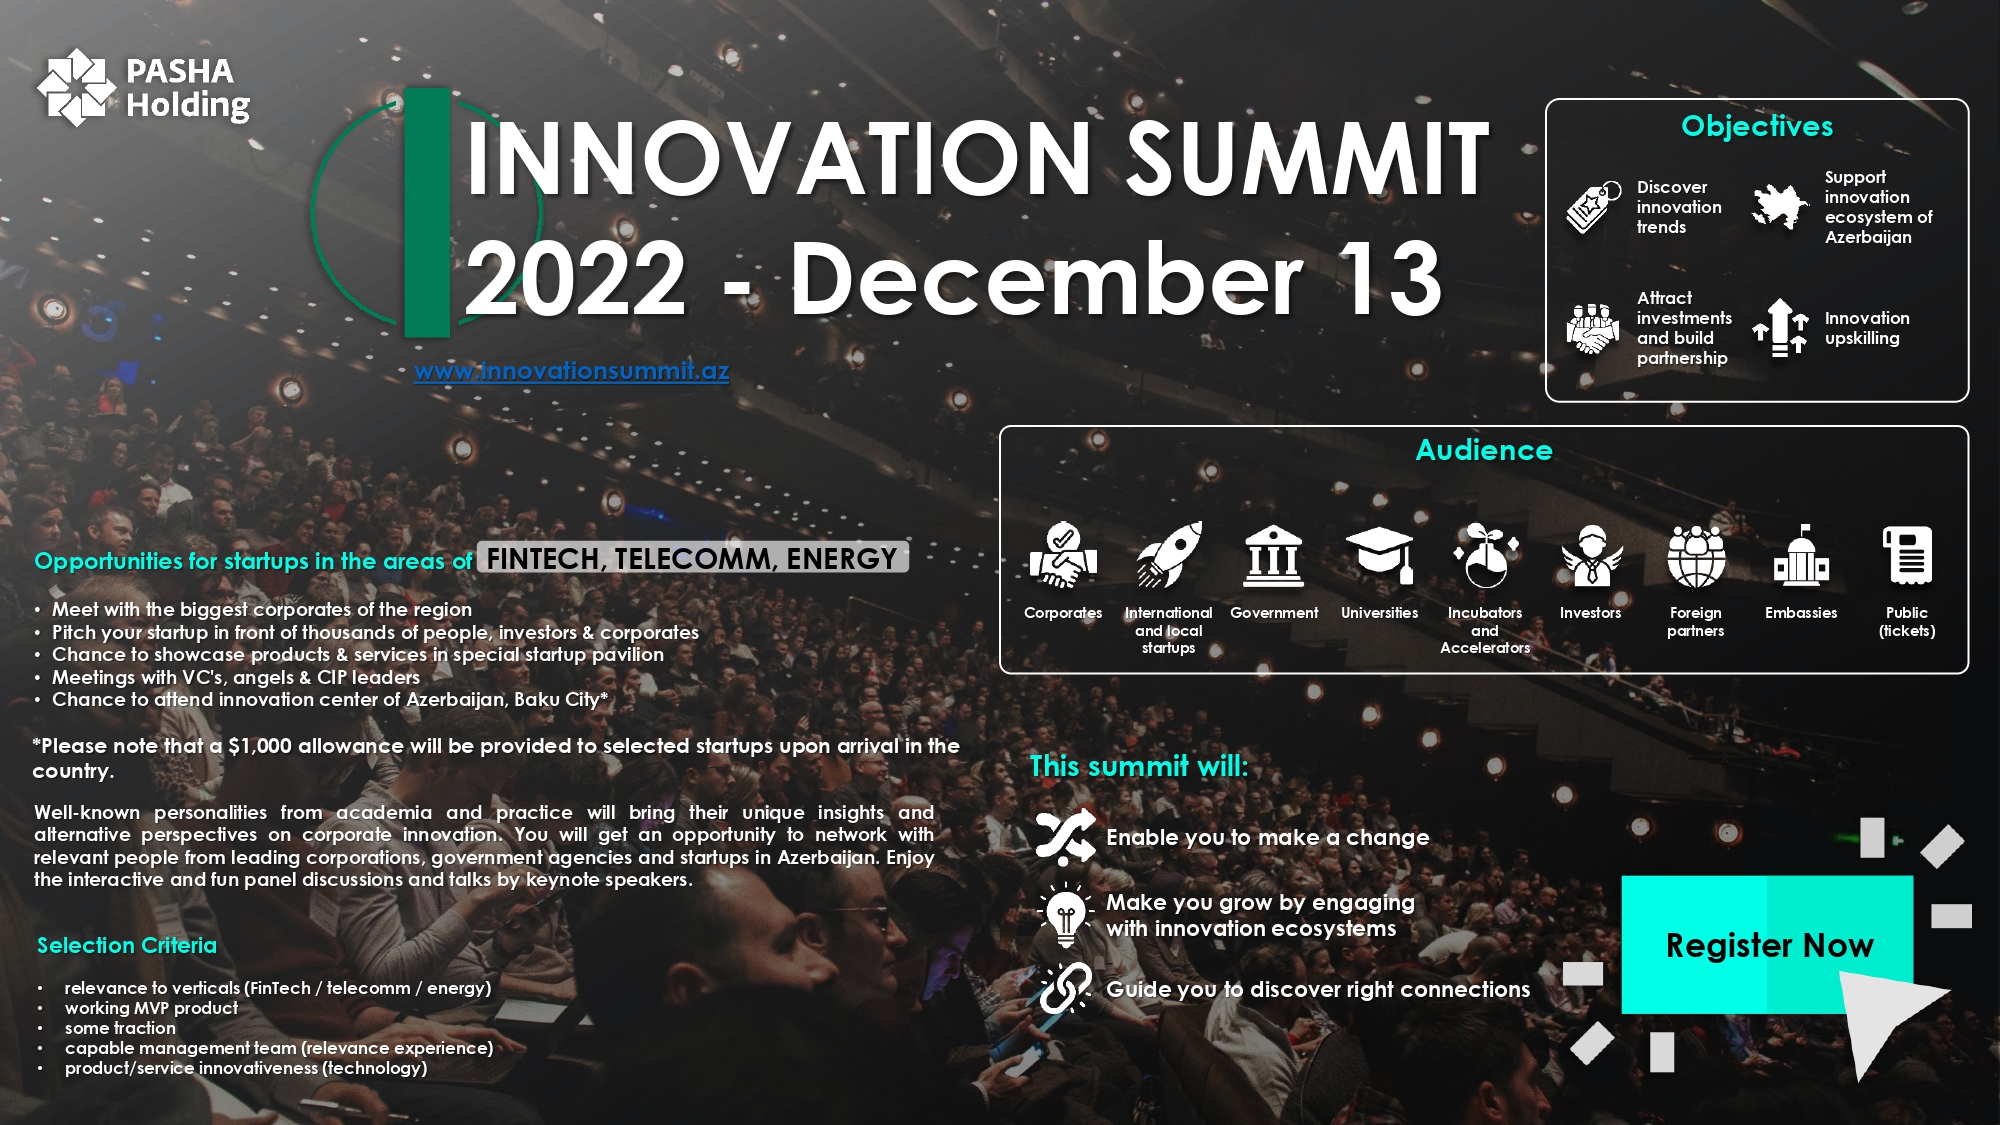 PASHA
Holding
INNOVATION SUMMIT
2022 - December 13
www.innovationsummit.az
Objectives
Discover
innovation
trends
Support
innovation
ecosystem of
Azerbaijan
Attract
investments
and build
partnership
Innovation
upskilling
Audience
Corporates
International
and local
startups
Government
Universities
Incubators
and
Accelerators
Investors
Foreign
partners
Embassies
Public
(tickets)
Opportunities for startups in the areas of FINTECH, TELECOMM, ENERGY
• Meet with the biggest corporates of the region
• Pitch your startup in front of thousands of people, investors & corporates
• Chance to showcase products & services in special startup pavilion
• Meetings with VC's, angels & CIP leaders
• Chance to attend innovation center of Azerbaijan, Baku City*
*Please note that a $1,000 allowance will be provided to selected startups upon arrival in the
country.
Well-known personalities from academia and practice will bring their unique insights and
alternative perspectives on corporate innovation. You will get an opportunity to network with
relevant people from leading corporations, government agencies and startups in Azerbaijan. Enjoy
the interactive and fun panel discussions and talks by keynote speakers.
Selection Criteria
• relevance to verticals (FinTech / telecomm / energy)
• working MVP product
• some traction
• capable management team (relevance experience)
• product/service innovativeness (technology)
This summit will:
Enable you to make a change
Make you grow by engaging
with innovation ecosystems
Guide you to discover right connections
Register Now